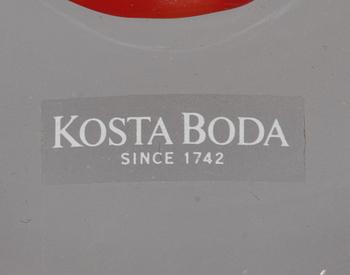 KOSTA BODA
SINCE 1742